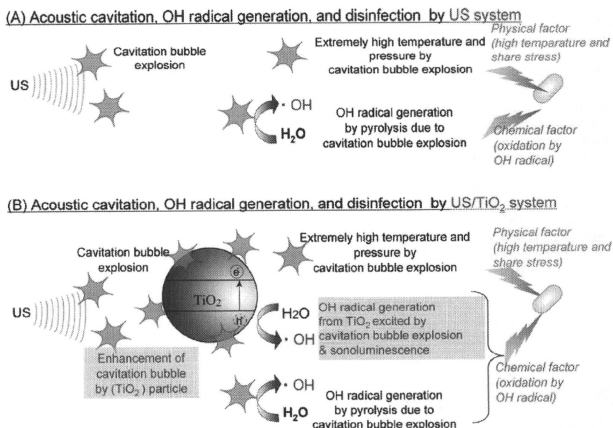 (A) Acoustic cavitation, OH radical generation, and disinfection by US system
Cavitation bubble
explosion
US
Extremely high temperature and
pressure by
cavitation bubble explosion
· OH
H₂O
OH radical generation
by pyrolysis due to
cavitation bubble explosion
Physical factor
(high temparature and
share stress)
Chemical factor
(oxidation by
OH radical)
(B) Acoustic cavitation, OH radical generation, and disinfection by US/TiO₂ system
Cavitation bubble
explosion
US
e⁻
TiO₂
h⁺
Enhancement of
cavitation bubble
by (TiO₂) particle
Extremely high temperature and
pressure by
cavitation bubble explosion
H₂O
· OH
OH radical generation
from TiO₂ excited by
cavitation bubble explosion
& sonoluminescence
· OH
H₂O
OH radical generation
by pyrolysis due to
cavitation bubble explosion
Physical factor
(high temparature and
share stress)
Chemical factor
(oxidation by
OH radical)